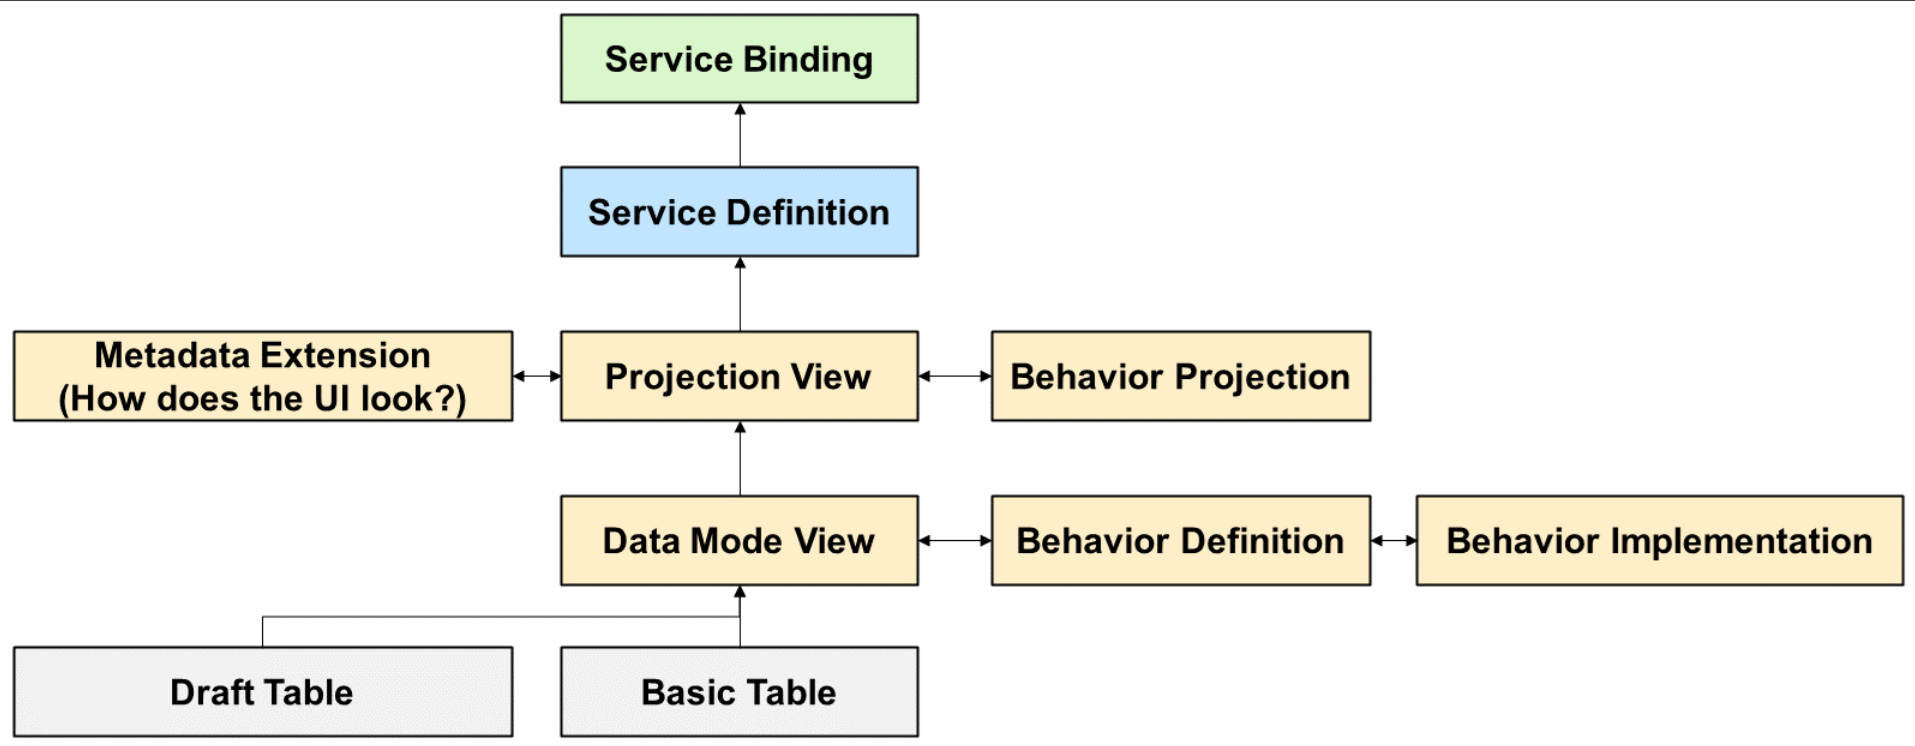 Service Binding
Service Definition
Metadata Extension
(How does the UI look?)
Projection View
Behavior Projection
Data Mode View
Behavior Definition
Behavior Implementation
Draft Table
Basic Table